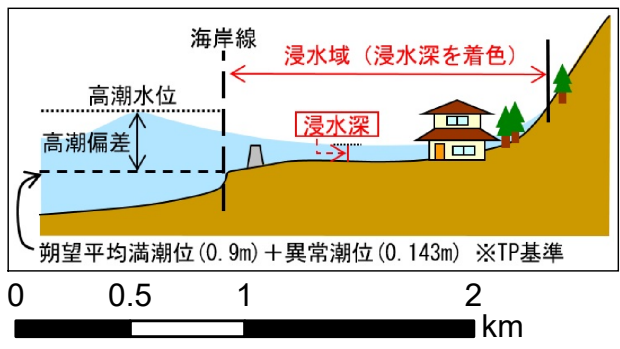 海岸線
浸水域（浸水深を着色）
高潮水位
高潮偏差
浸水深
朔望平均満潮位(0.9m)＋異常潮位(0.143m) ※TP基準
0 0.5 1 2
km